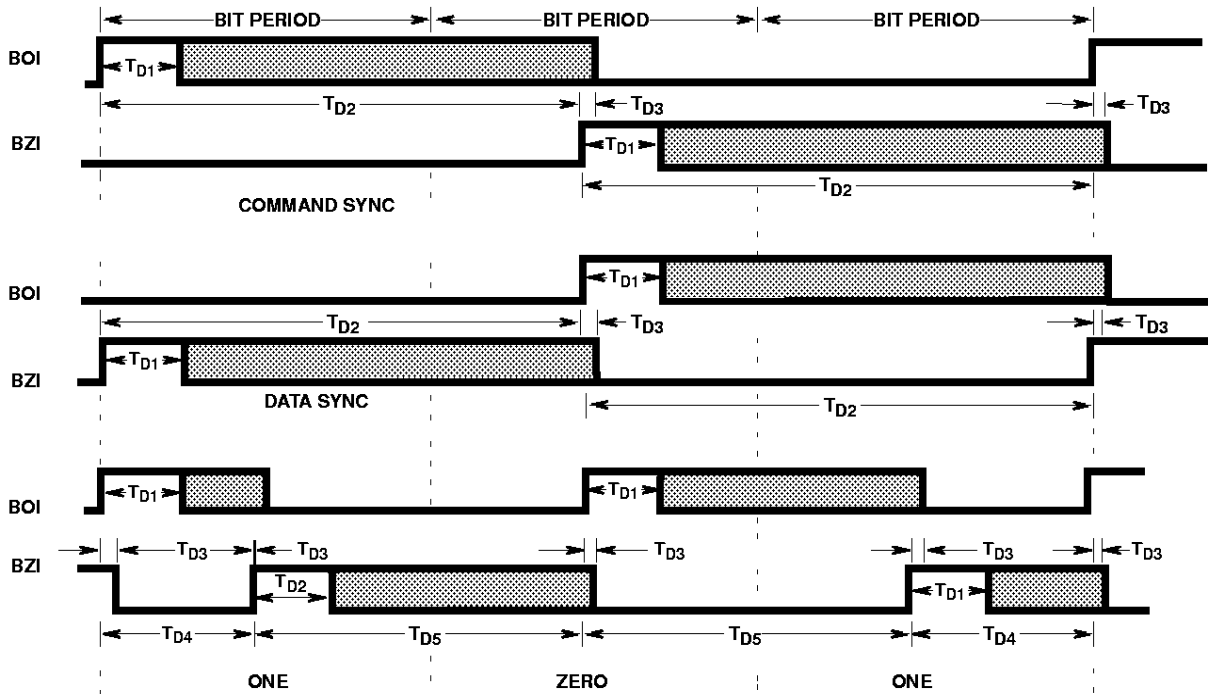 BIT PERIOD BIT PERIOD BIT PERIOD
BOI
TD1
TD2 TD3 TD3
BZI
TD1
TD2
COMMAND SYNC
BOI
TD1
TD2 TD3 TD3
BZI
TD1
DATA SYNC
TD2
BOI
TD1 TD1
TD3 TD3 TD3 TD3 TD3
BZI
TD2 TD1
TD4 TD5 TD5 TD4
ONE ZERO ONE